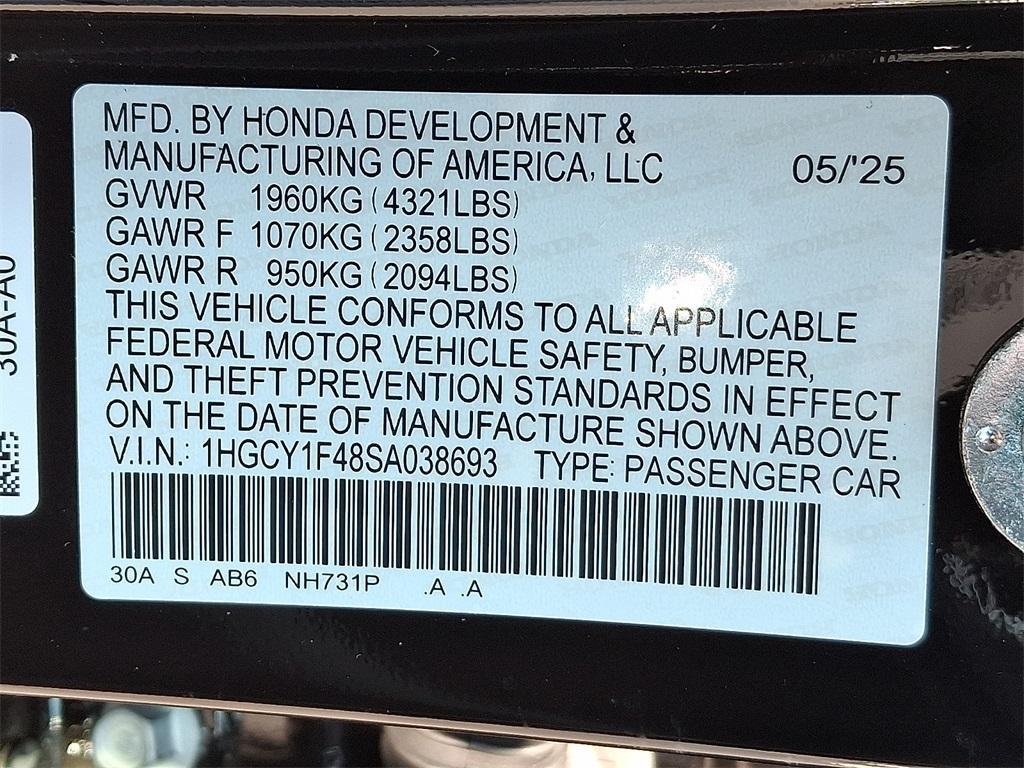 MFD. BY HONDA DEVELOPMENT &
MANUFACTURING OF AMERICA, LLC 05/'25
GVWR 1960KG (4321LBS)
GAWR F 1070KG (2358LBS)
GAWR R 950KG (2094LBS)
THIS VEHICLE CONFORMS TO ALL APPLICABLE
FEDERAL MOTOR VEHICLE SAFETY, BUMPER,
AND THEFT PREVENTION STANDARDS IN EFFECT
ON THE DATE OF MANUFACTURE SHOWN ABOVE.
V.I.N.: 1HGCY1F48SA038693 TYPE: PASSENGER CAR
30A S AB6 NH731P .A .A
30A-A0